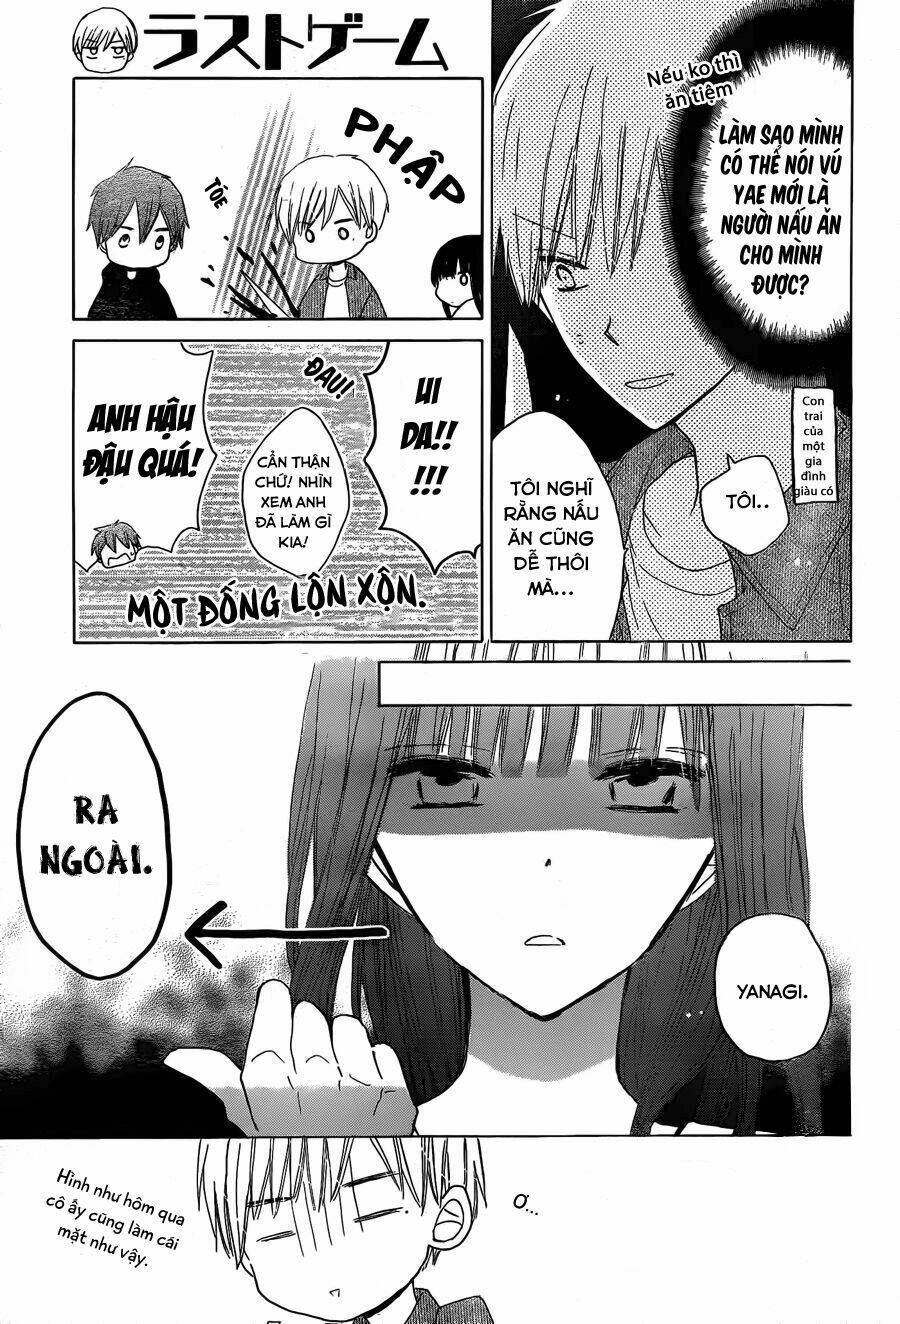 Nếu ko thì
ăn tiệm
LÀM SAO MÌNH
CÓ THỂ NÓI VÚ
YAE MỚI LÀ
NGƯỜI NẤU ĂN
CHO MÌNH
ĐƯỢC?
Con
trai
của
một
gia
đình
giàu có
TÔI..
TÔI NGHĨ
RẰNG NẤU
ĂN CŨNG
DỄ THÔI
MÀ...
ラストゲーム
PHẬP
TÓE
UI
DA!!
!!!
ĐAU!
CẨN THẬN
CHỨ! NHÌN
XEM ANH
ĐÃ LÀM GÌ
KIA!
ANH HẬU
ĐẬU QUÁ!
MỘT ĐỐNG LỘN XỘN.
YANAGI.
RA
NGOÀI.
Ơ...
Hình như hôm qua
cô ấy cũng làm cái
mặt như vậy.